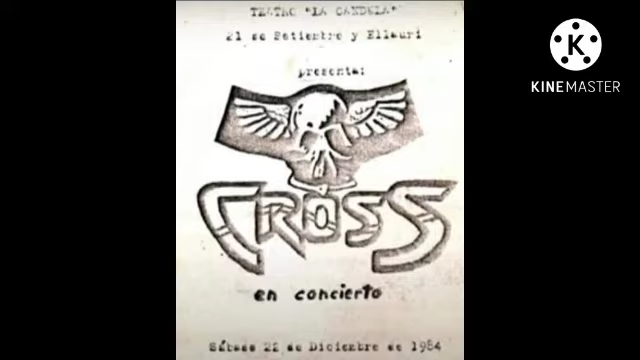 TEATRO "LA CANDELA"
21 de Setiembre y Ellauri
presenta:
CROSS
en concierto
Sábado 22 de Diciembre de 1984
K
KINEMASTER